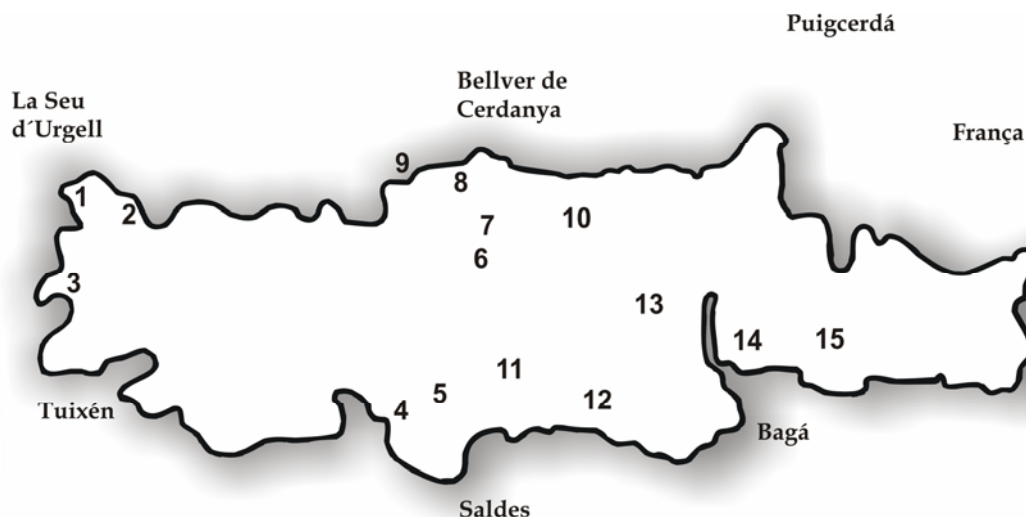 Puigcerdá
Bellver de
Cerdanya
La Seu
d´Urgell
França
9
8
1
2
7
10
6
3
13
14
15
11
5
12
4
Tuixén
Bagá
Saldes